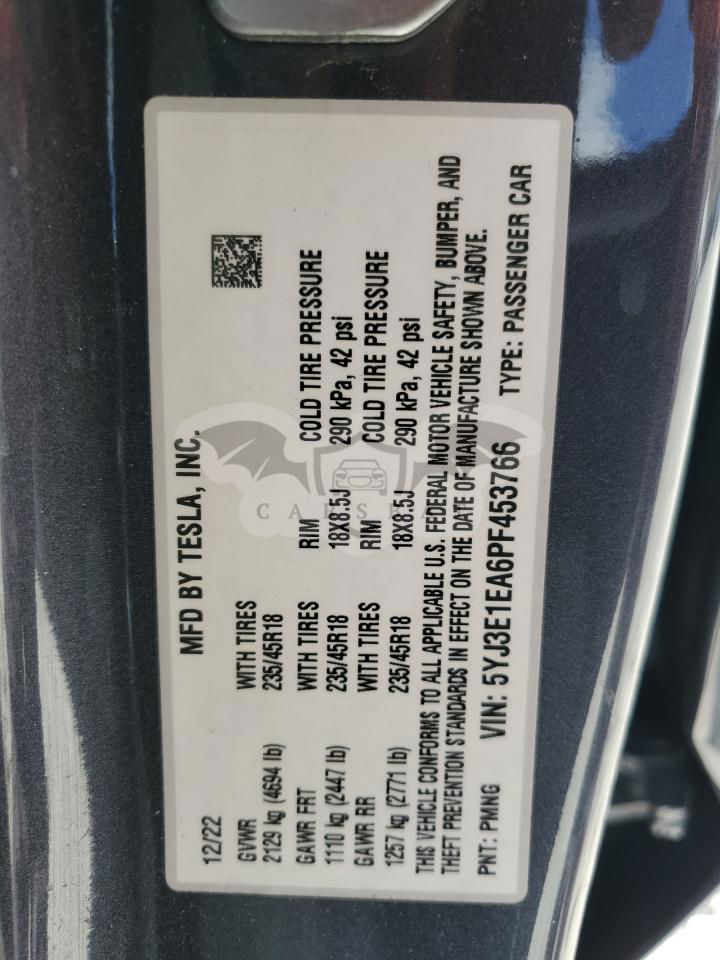 MFD BY TESLA, INC.
12/22
GVWR WITH TIRES
2129 kg (4694 lb) 235/45R18
GAWR FRT WITH TIRES RIM COLD TIRE PRESSURE
1110 kg (2447 lb) 235/45R18 18X8.5J 290 kPa, 42 psi
GAWR RR WITH TIRES RIM COLD TIRE PRESSURE
1257 kg (2771 lb) 235/45R18 18X8.5J 290 kPa, 42 psi
THIS VEHICLE CONFORMS TO ALL APPLICABLE U.S. FEDERAL MOTOR VEHICLE SAFETY, BUMPER, AND
THEFT PREVENTION STANDARDS IN EFFECT ON THE DATE OF MANUFACTURE SHOWN ABOVE.
PNT: PMNG VIN: 5YJ3E1EA6PF453766 TYPE: PASSENGER CAR